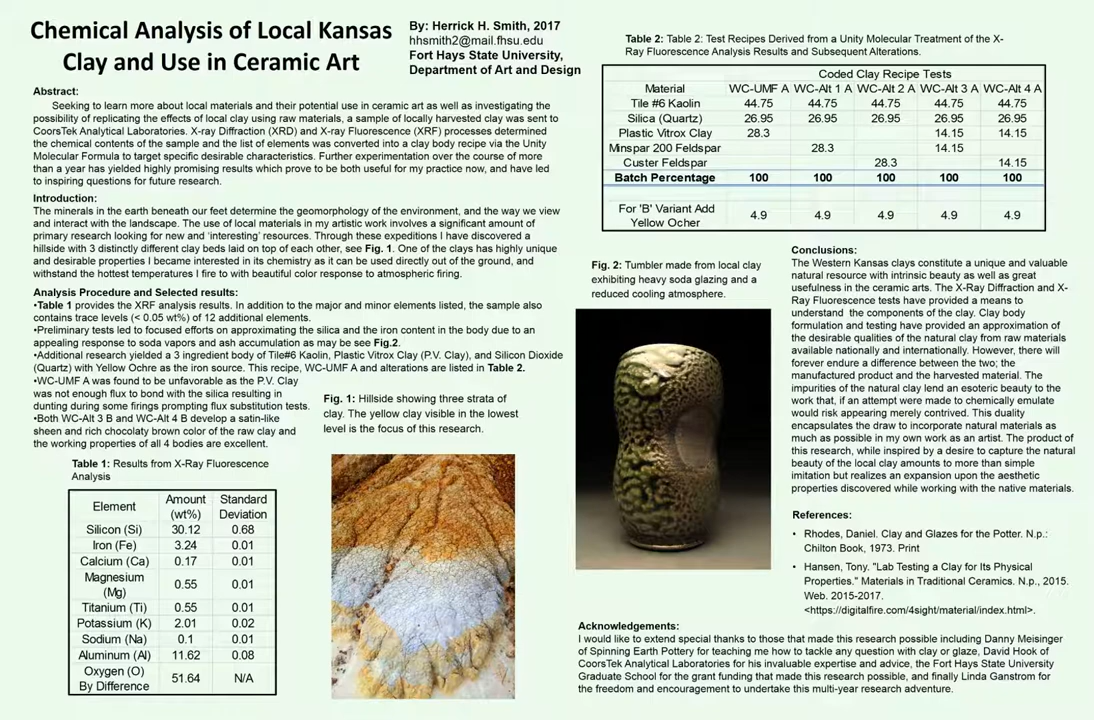 Chemical Analysis of Local Kansas
Clay and Use in Ceramic Art
By: Herrick H. Smith, 2017
hhsmith2@mail.fhsu.edu
Fort Hays State University,
Department of Art and Design
Abstract:
Seeking to learn more about local materials and their potential use in ceramic art as well as investigating the
possibility of replicating the effects of local clay using raw materials, a sample of locally harvested clay was sent to
CoorsTek Analytical Laboratories. X-ray Diffraction (XRD) and X-ray Fluorescence (XRF) processes determined
the chemical contents of the sample and the list of elements was converted into a clay body recipe via the Unity
Molecular Formula to target specific desirable characteristics. Further experimentation over the course of more
than a year has yielded highly promising results which prove to be both useful for my practice now, and have led
to inspiring questions for future research.
Introduction:
The minerals in the earth beneath our feet determine the geomorphology of the environment, and the way we view
and interact with the landscape. The use of local materials in my artistic work involves a significant amount of
primary research looking for new and 'interesting' resources. Through these expeditions I have discovered a
hillside with 3 distinctly different clay beds laid on top of each other, see Fig. 1. One of the clays has highly unique
and desirable properties I became interested in its chemistry as it can be used directly out of the ground, and
withstand the hottest temperatures I fire to with beautiful color response to atmospheric firing.
Analysis Procedure and Selected results:
•Table 1 provides the XRF analysis results. In addition to the major and minor elements listed, the sample also
contains trace levels (< 0.05 wt%) of 12 additional elements.
•Preliminary tests led to focused efforts on approximating the silica and the iron content in the body due to an
appealing response to soda vapors and ash accumulation as may be see Fig.2.
•Additional research yielded a 3 ingredient body of Tile#6 Kaolin, Plastic Vitrox Clay (P.V. Clay), and Silicon Dioxide
(Quartz) with Yellow Ochre as the iron source. This recipe, WC-UMF A and alterations are listed in Table 2.
•WC-UMF A was found to be unfavorable as the P.V. Clay
was not enough flux to bond with the silica resulting in
dunting during some firings prompting flux substitution tests.
•Both WC-Alt 3 B and WC-Alt 4 B develop a satin-like
sheen and rich chocolaty brown color of the raw clay and
the working properties of all 4 bodies are excellent.
Table 1: Results from X-Ray Fluorescence
Analysis
Element Amount (wt%) Standard Deviation
Silicon (Si) 30.12 0.68
Iron (Fe) 3.24 0.01
Calcium (Ca) 0.17 0.01
Magnesium (Mg) 0.55 0.01
Titanium (Ti) 0.55 0.01
Potassium (K) 2.01 0.02
Sodium (Na) 0.1 0.01
Aluminum (Al) 11.62 0.08
Oxygen (O) By Difference 51.64 N/A
Fig. 1: Hillside showing three strata of
clay. The yellow clay visible in the lowest
level is the focus of this research.
Table 2: Table 2: Test Recipes Derived from a Unity Molecular Treatment of the X-
Ray Fluorescence Analysis Results and Subsequent Alterations.
Coded Clay Recipe Tests
Material WC-UMF A WC-Alt 1 A WC-Alt 2 A WC-Alt 3 A WC-Alt 4 A
Tile #6 Kaolin 44.75 44.75 44.75 44.75 44.75
Silica (Quartz) 26.95 26.95 26.95 26.95 26.95
Plastic Vitrox Clay 28.3 14.15 14.15
Minspar 200 Feldspar 28.3 14.15
Custer Feldspar 28.3 14.15
Batch Percentage 100 100 100 100 100
For 'B' Variant Add
Yellow Ocher 4.9 4.9 4.9 4.9 4.9
Fig. 2: Tumbler made from local clay
exhibiting heavy soda glazing and a
reduced cooling atmosphere.
Conclusions:
The Western Kansas clays constitute a unique and valuable
natural resource with intrinsic beauty as well as great
usefulness in the ceramic arts. The X-Ray Diffraction and X-
Ray Fluorescence tests have provided a means to
understand the components of the clay. Clay body
formulation and testing have provided an approximation of
the desirable qualities of the natural clay from raw materials
available nationally and internationally. However, there will
forever endure a difference between the two; the
manufactured product and the harvested material. The
impurities of the natural clay lend an esoteric beauty to the
work that, if an attempt were made to chemically emulate
would risk appearing merely contrived. This duality
encapsulates the draw to incorporate natural materials as
much as possible in my own work as an artist. The product of
this research, while inspired by a desire to capture the natural
beauty of the local clay amounts to more than simple
imitation but realizes an expansion upon the aesthetic
properties discovered while working with the native materials.
References:
• Rhodes, Daniel. Clay and Glazes for the Potter. N.p.:
Chilton Book, 1973. Print
• Hansen, Tony. "Lab Testing a Clay for Its Physical
Properties." Materials in Traditional Ceramics. N.p., 2015.
Web. 2015-2017.
<https://digitalfire.com/4sight/material/index.html>.
Acknowledgements:
I would like to extend special thanks to those that made this research possible including Danny Meisinger
of Spinning Earth Pottery for teaching me how to tackle any question with clay or glaze, David Hook of
CoorsTek Analytical Laboratories for his invaluable expertise and advice, the Fort Hays State University
Graduate School for the grant funding that made this research possible, and finally Linda Ganstrom for
the freedom and encouragement to undertake this multi-year research adventure.